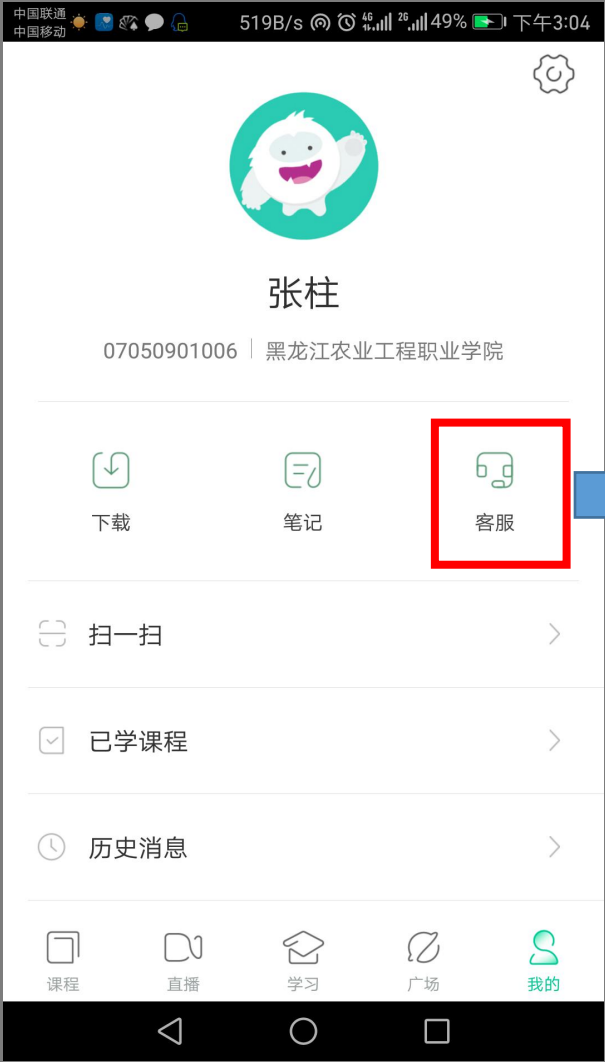 中国联通
中国移动
519B/s 4G 2G 49% 下午3:04
张柱
07050901006 黑龙江农业工程职业学院
下载 笔记 客服
扫一扫
已学课程
历史消息
课程 直播 学习 广场 我的